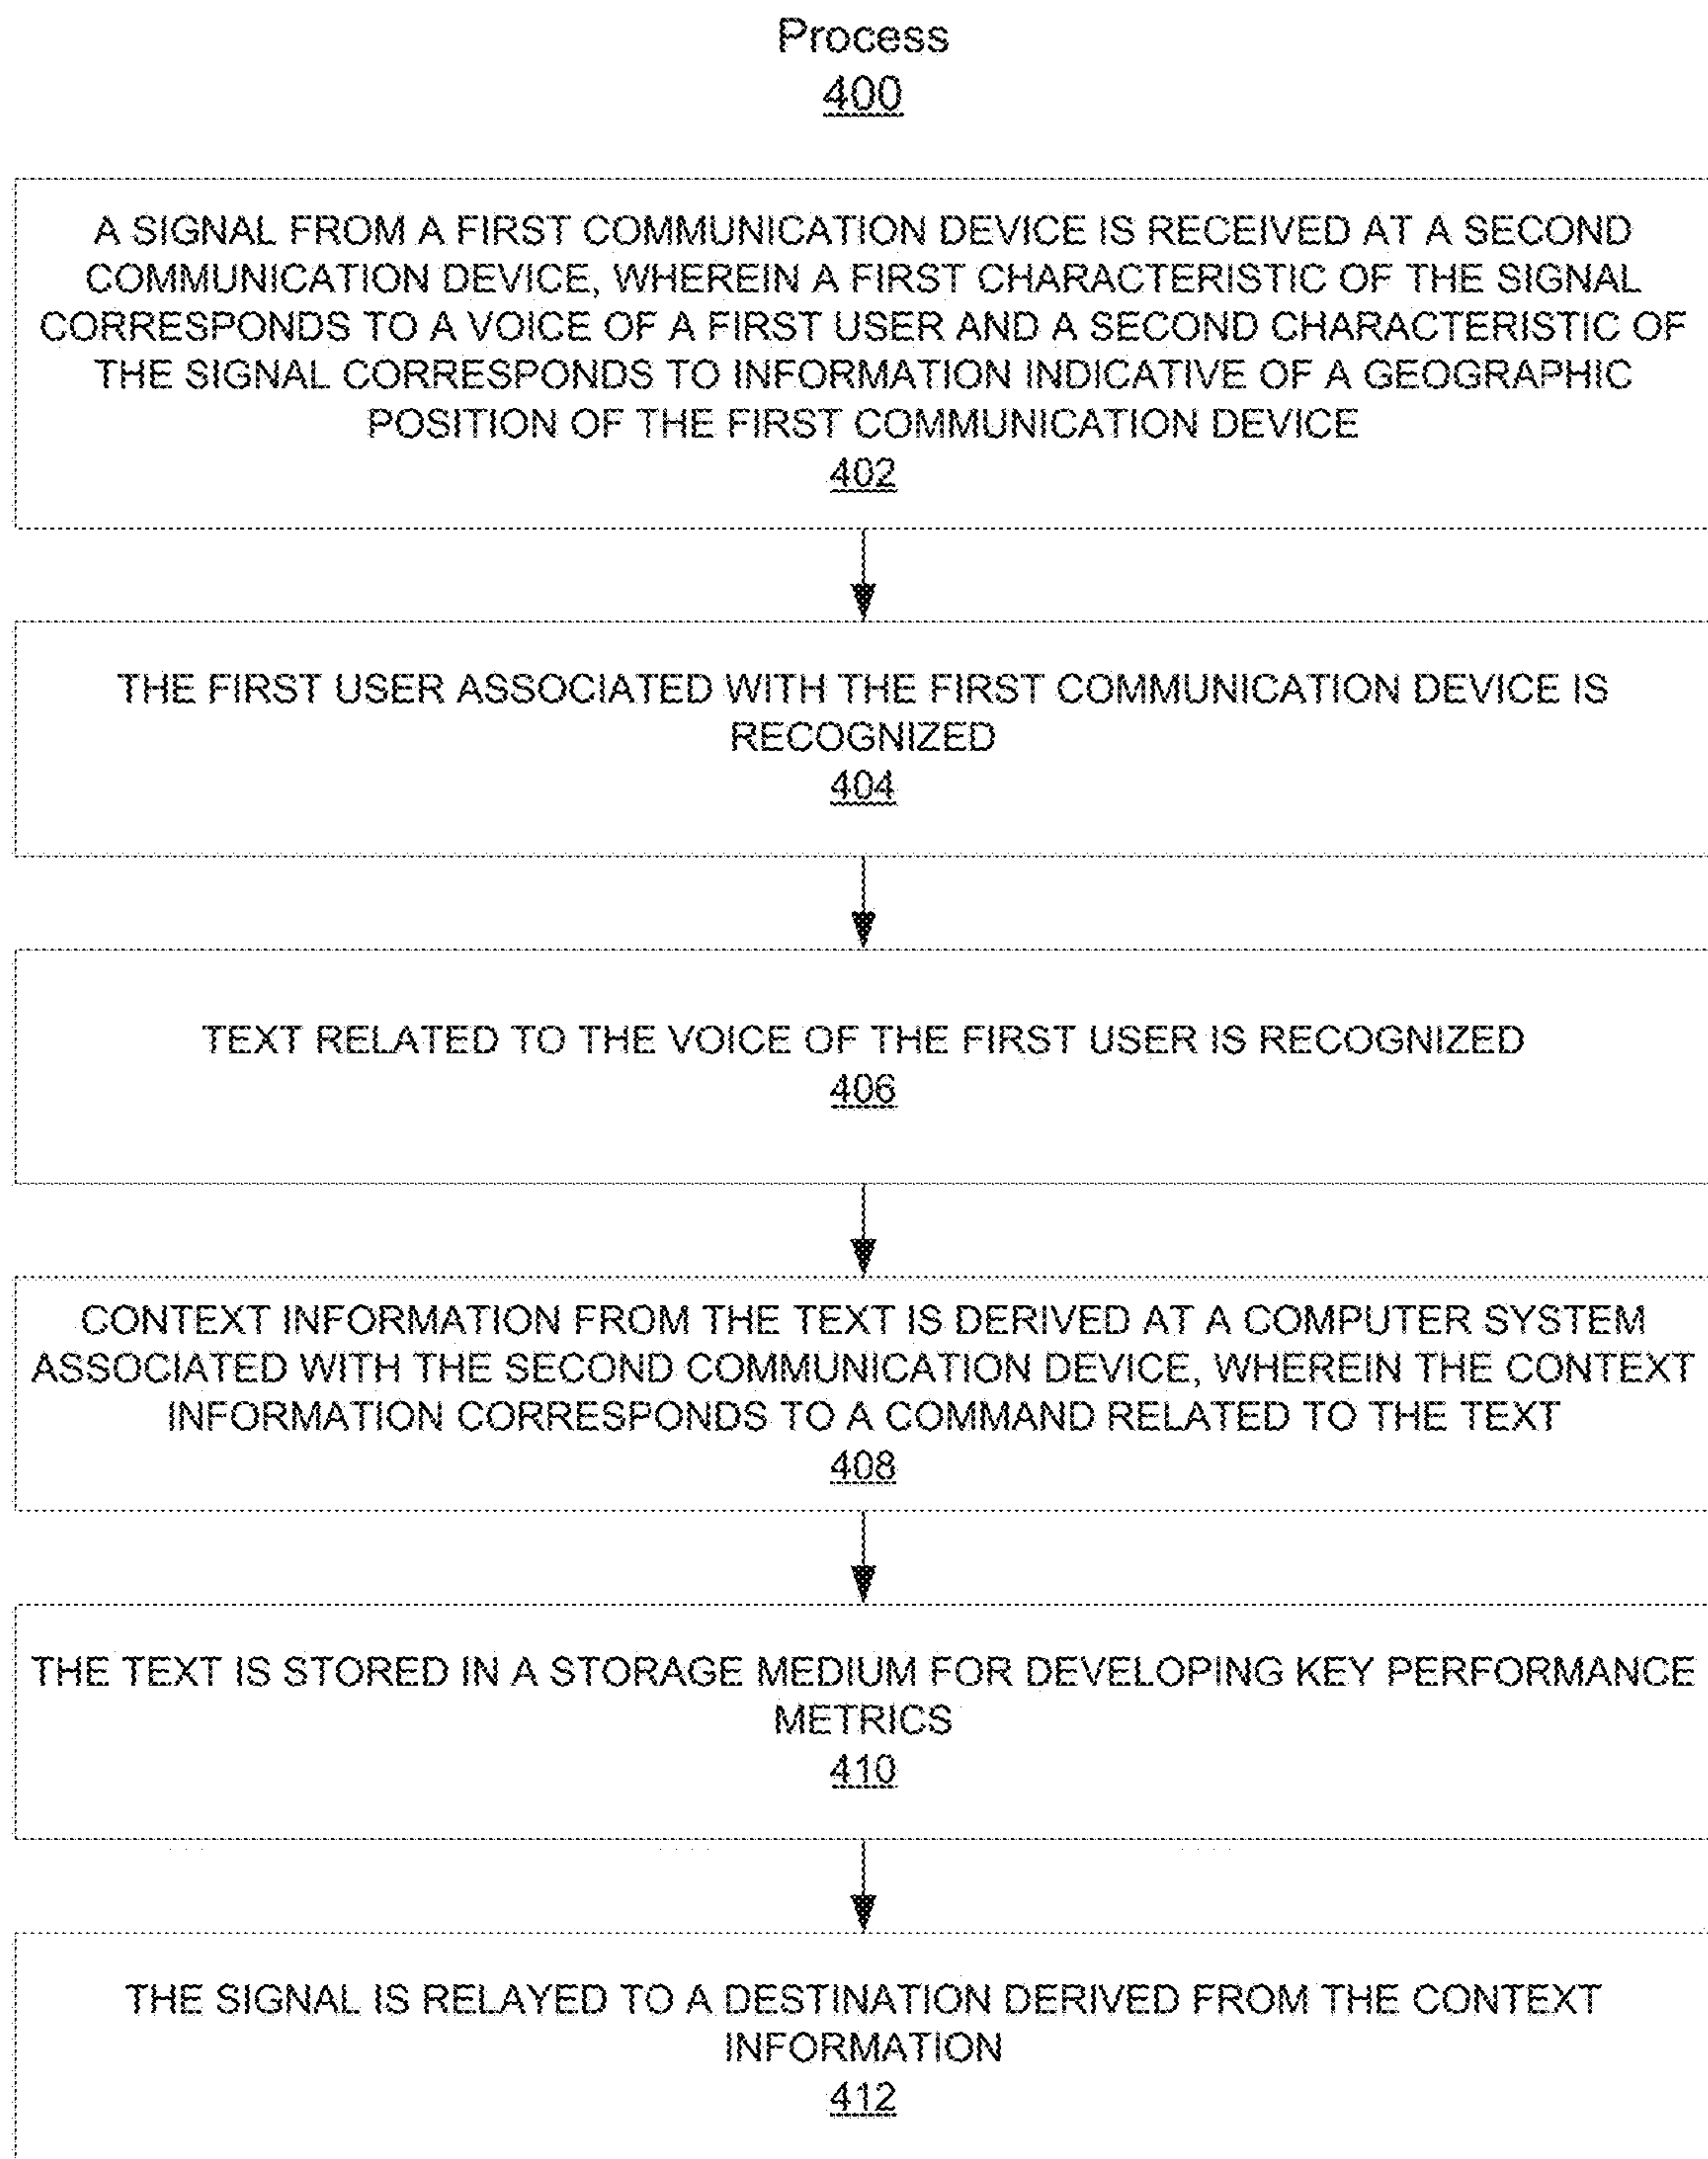 Process
400
A SIGNAL FROM A FIRST COMMUNICATION DEVICE IS RECEIVED AT A SECOND
COMMUNICATION DEVICE, WHEREIN A FIRST CHARACTERISTIC OF THE SIGNAL
CORRESPONDS TO A VOICE OF A FIRST USER AND A SECOND CHARACTERISTIC OF
THE SIGNAL CORRESPONDS TO INFORMATION INDICATIVE OF A GEOGRAPHIC
POSITION OF THE FIRST COMMUNICATION DEVICE
402
THE FIRST USER ASSOCIATED WITH THE FIRST COMMUNICATION DEVICE IS
RECOGNIZED
404
TEXT RELATED TO THE VOICE OF THE FIRST USER IS RECOGNIZED
406
CONTEXT INFORMATION FROM THE TEXT IS DERIVED AT A COMPUTER SYSTEM
ASSOCIATED WITH THE SECOND COMMUNICATION DEVICE, WHEREIN THE CONTEXT
INFORMATION CORRESPONDS TO A COMMAND RELATED TO THE TEXT
408
THE TEXT IS STORED IN A STORAGE MEDIUM FOR DEVELOPING KEY PERFORMANCE
METRICS
410
THE SIGNAL IS RELAYED TO A DESTINATION DERIVED FROM THE CONTEXT
INFORMATION
412